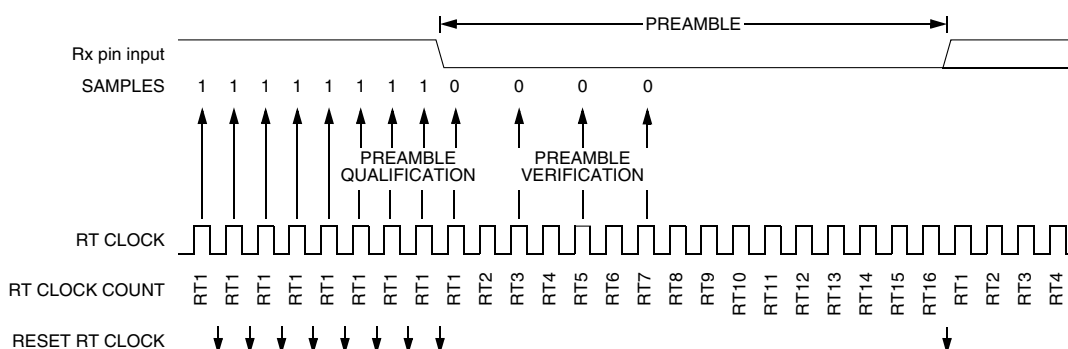 PREAMBLE
Rx pin input
SAMPLES 1 1 1 1 1 1 1 1 0 0 0 0
PREAMBLE QUALIFICATION
PREAMBLE VERIFICATION
RT CLOCK
RT CLOCK COUNT RT1 RT1 RT1 RT1 RT1 RT1 RT1 RT1 RT1 RT2 RT3 RT4 RT5 RT6 RT7 RT8 RT9 RT10 RT11 RT12 RT13 RT14 RT15 RT16 RT1 RT2 RT3 RT4
RESET RT CLOCK